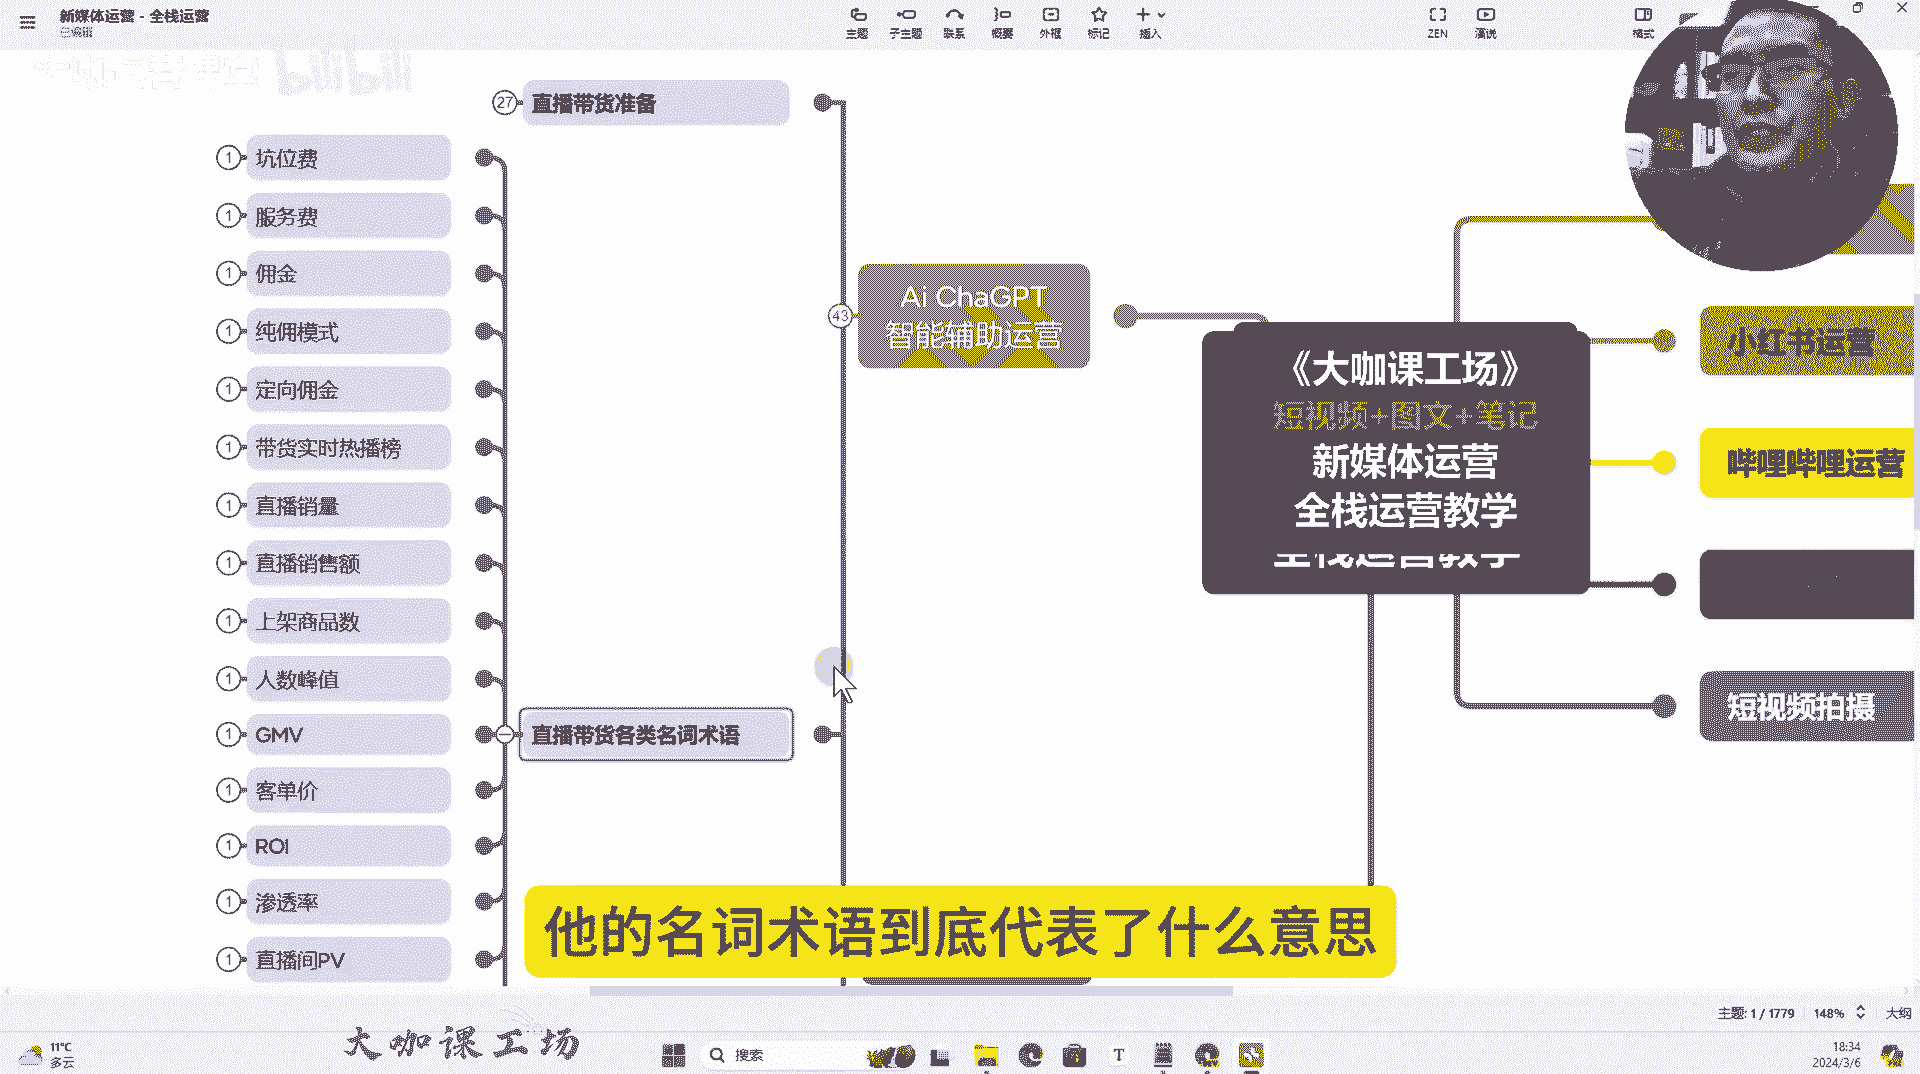 新媒体运营 - 全栈运营
已编辑
主题
子主题
联系
概要
外框
标记
插入
ZEN
演说
格式
bilibili
27
直播带货准备
1
坑位费
1
服务费
1
佣金
1
纯佣模式
1
定向佣金
1
带货实时热播榜
1
直播销量
1
直播销售额
1
上架商品数
1
人数峰值
1
GMV
直播带货各类名词术语
1
客单价
1
ROI
1
渗透率
1
直播间PV
43
Ai ChaGPT
智能辅助运营
《大咖课工场》
短视频+图文+笔记
新媒体运营
全栈运营教学
小红书运营
哔哩哔哩运营
短视频拍摄
他的名词术语到底代表了什么意思
主题: 1 / 1779
148%
大纲
11°C
多云
大咖课工场
搜索
18:34
2024/3/6